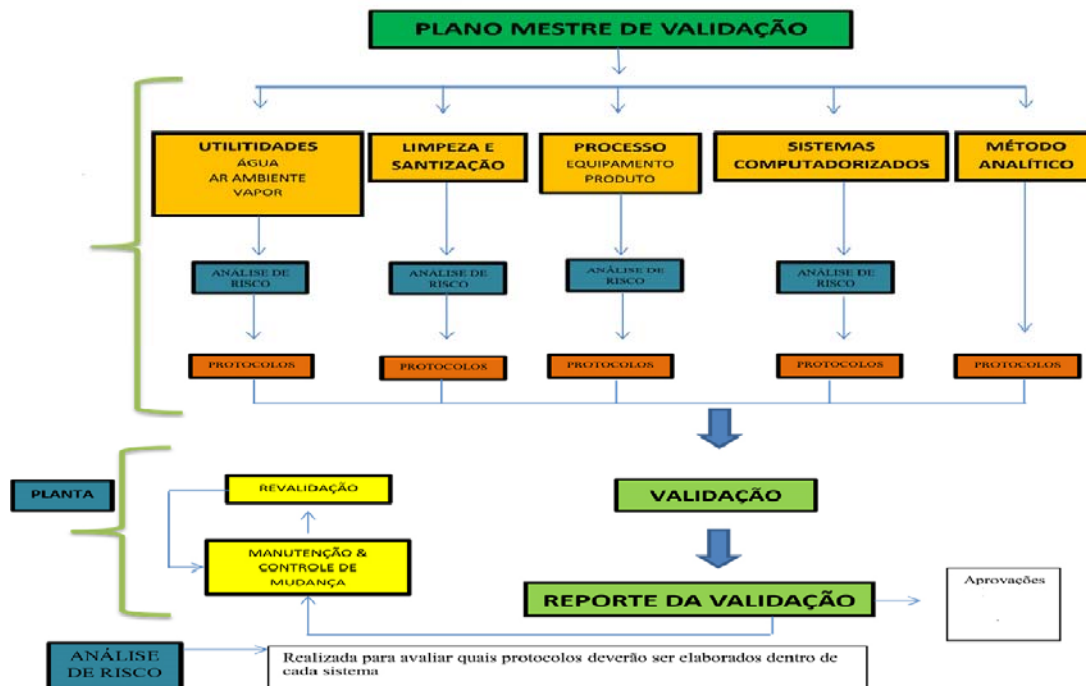 PLANO MESTRE DE VALIDAÇÃO
UTILITIDADES
ÁGUA
AR AMBIENTE
VAPOR
LIMPEZA E
SANTIZAÇÃO
PROCESSO
EQUIPAMENTO
PRODUTO
SISTEMAS
COMPUTADORIZADOS
MÉTODO
ANALÍTICO
ANÁLISE DE
RISCO
ANÁLISE DE
RISCO
ANÁLISE DE
RISCO
ANÁLISE DE
RISCO
PROTOCOLOS
PROTOCOLOS
PROTOCOLOS
PROTOCOLOS
PROTOCOLOS
PLANTA
REVALIDAÇÃO
VALIDAÇÃO
MANUTENÇÃO &
CONTROLE DE
MUDANÇA
REPORTE DA VALIDAÇÃO
Aprovações
ANÁLISE
DE RISCO
Realizada para avaliar quais protocolos deverão ser elaborados dentro de
cada sistema